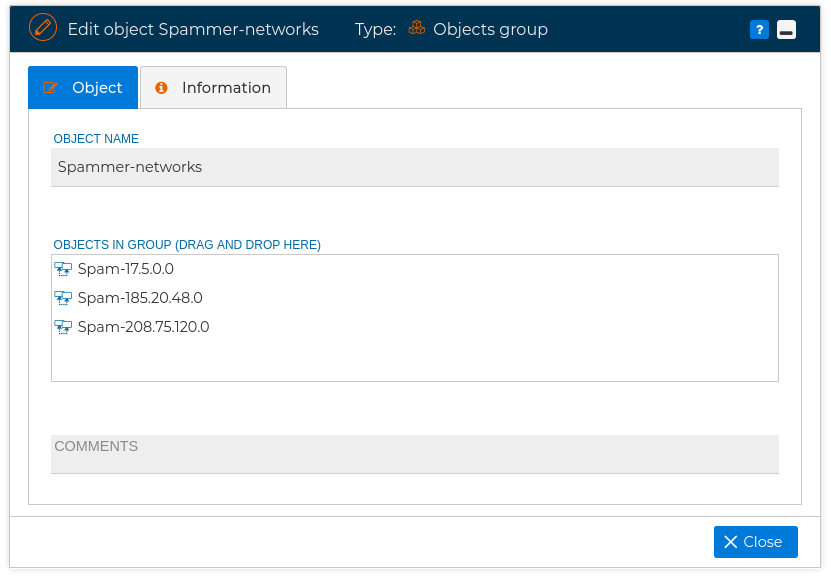 Edit object Spammer-networks Type: Objects group ?
Object Information
OBJECT NAME
Spammer-networks
OBJECTS IN GROUP (DRAG AND DROP HERE)
Spam-17.5.0.0
Spam-185.20.48.0
Spam-208.75.120.0
COMMENTS
Close